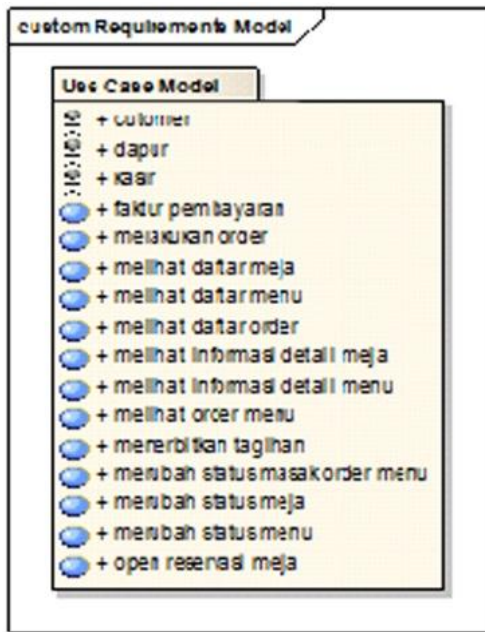 custom Requirements Model
Use Case Model
+ cutomer
+ dapur
+ kasir
+ faktur pembayaran
+ melakukan order
+ melihat daftar meja
+ melihat daftar menu
+ melihat daftar order
+ melihat informasi detail meja
+ melihat informasi detail menu
+ melihat order menu
+ menerbitkan tagihan
+ merubah status masak order menu
+ merubah status meja
+ merubah status menu
+ open reservasi meja